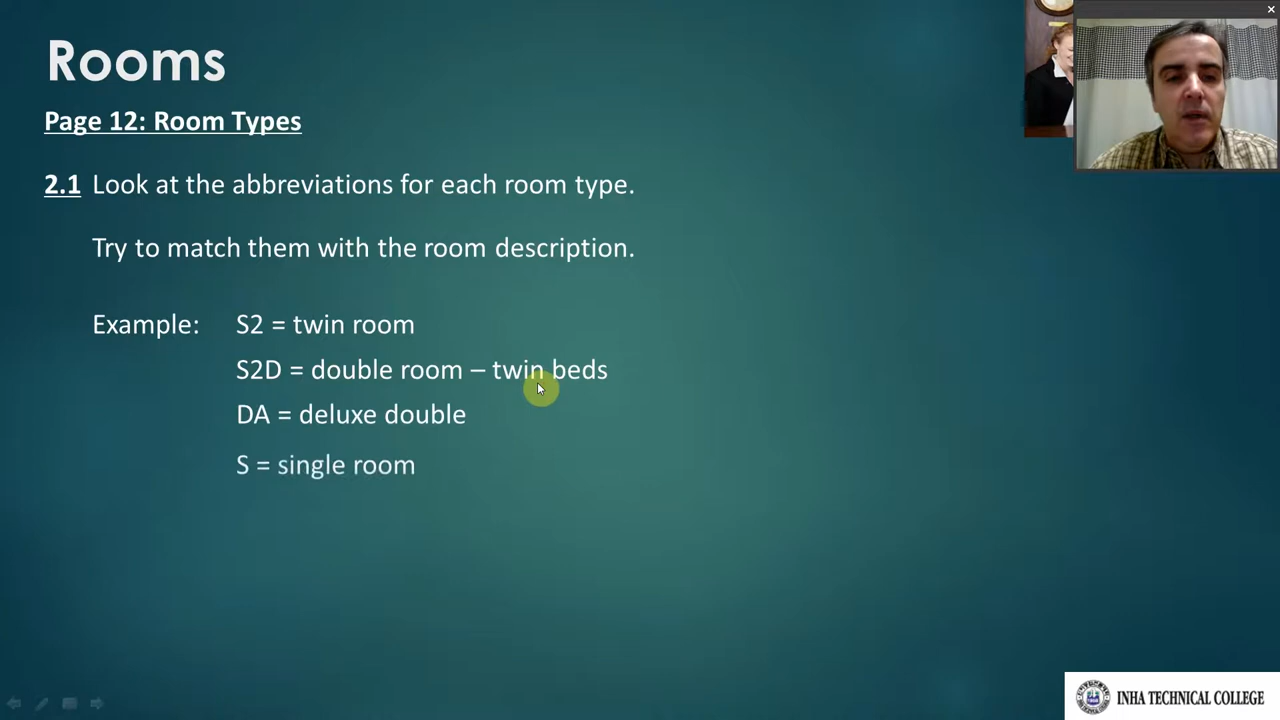 Rooms
Page 12: Room Types
2.1 Look at the abbreviations for each room type.
Try to match them with the room description.
Example: S2 = twin room
S2D = double room – twin beds
DA = deluxe double
S = single room
INHA TECHNICAL COLLEGE